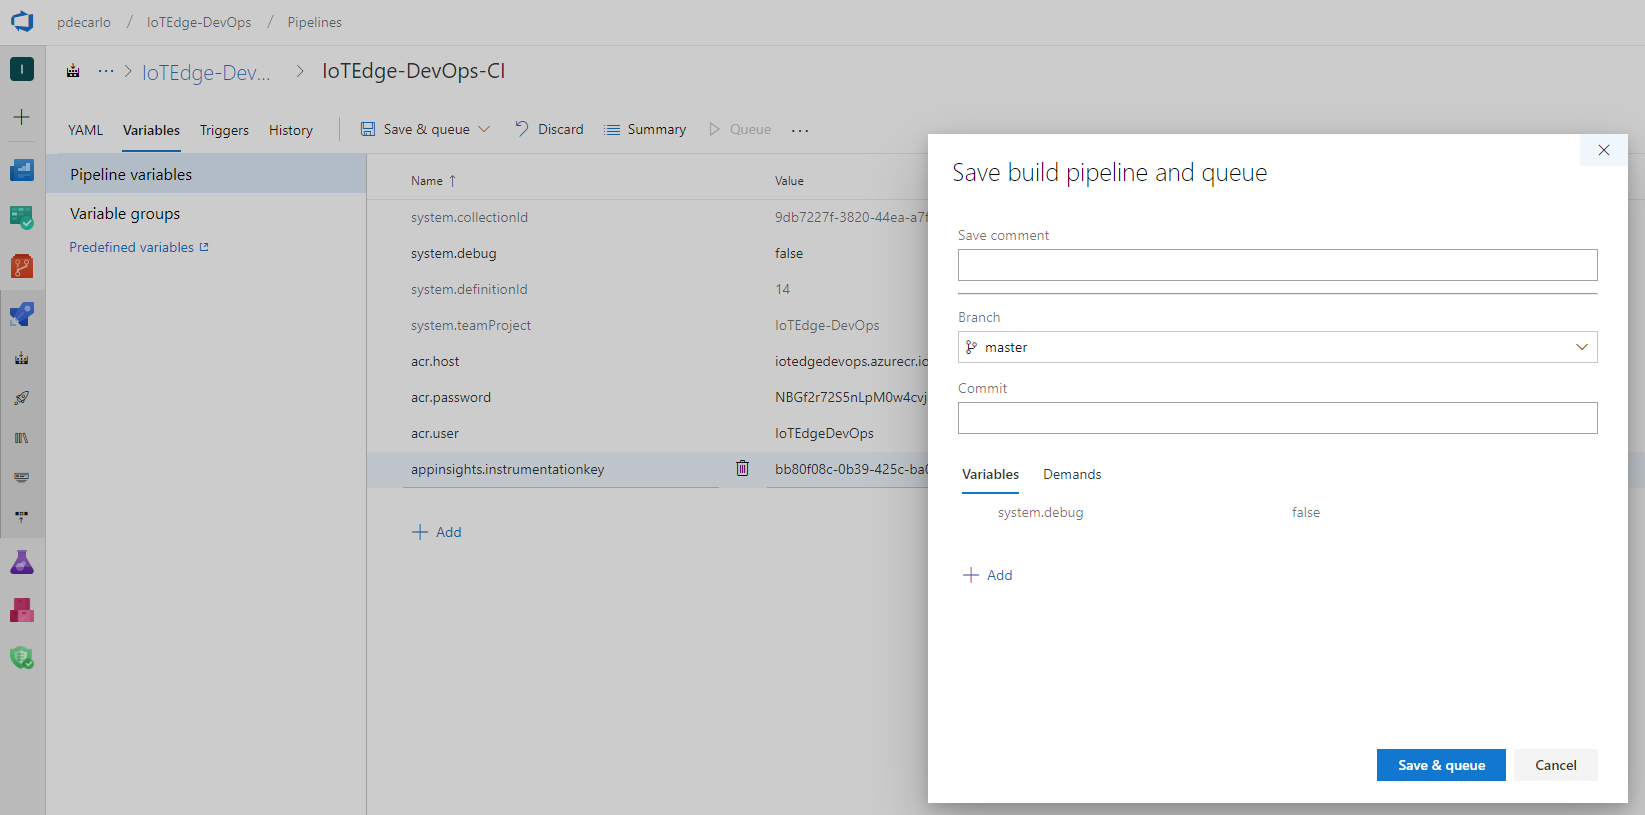 pdecarlo / IoTEdge-DevOps / Pipelines
I
... > IoTEdge-Dev... > IoTEdge-DevOps-CI
YAML Variables Triggers History Save & queue Discard Summary Queue ...
Pipeline variables
Variable groups
Predefined variables
Name ↑ Value
system.collectionId 9db7227f-3820-44ea-a7f
system.debug false
system.definitionId 14
system.teamProject IoTEdge-DevOps
acr.host iotedgedevops.azurecr.io
acr.password NBGf2r72S5nLpM0w4cvj
acr.user IoTEdgeDevOps
appinsights.instrumentationkey bb80f08c-0b39-425c-ba0
+ Add
Save build pipeline and queue
Save comment
Branch
master
Commit
Variables Demands
system.debug false
+ Add
Save & queue Cancel